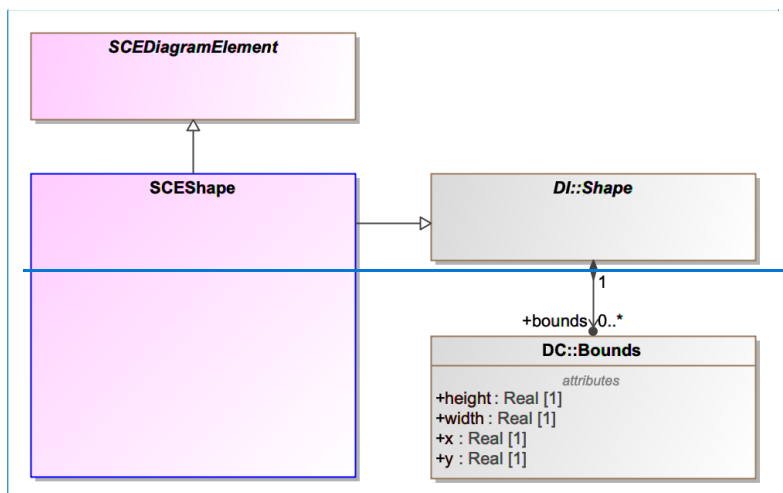 SCEDiagramElement
SCEShape
DI::Shape
1
+bounds 0..*
DC::Bounds
attributes
+height : Real [1]
+width : Real [1]
+x : Real [1]
+y : Real [1]